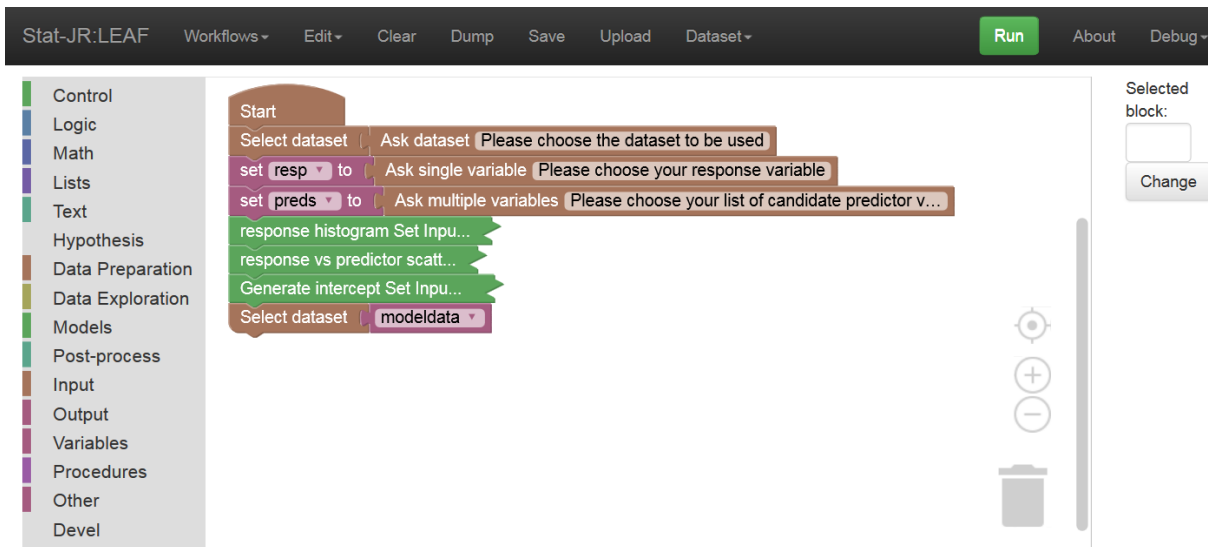 Stat-JR:LEAF Workflows Edit Clear Dump Save Upload Dataset Run About Debug
Control
Logic
Math
Lists
Text
Hypothesis
Data Preparation
Data Exploration
Models
Post-process
Input
Output
Variables
Procedures
Other
Devel
Start
Select dataset Ask dataset Please choose the dataset to be used
set resp to Ask single variable Please choose your response variable
set preds to Ask multiple variables Please choose your list of candidate predictor v...
response histogram Set Inpu...
response vs predictor scatt...
Generate intercept Set Inpu...
Select dataset modeldata
Selected
block:
Change